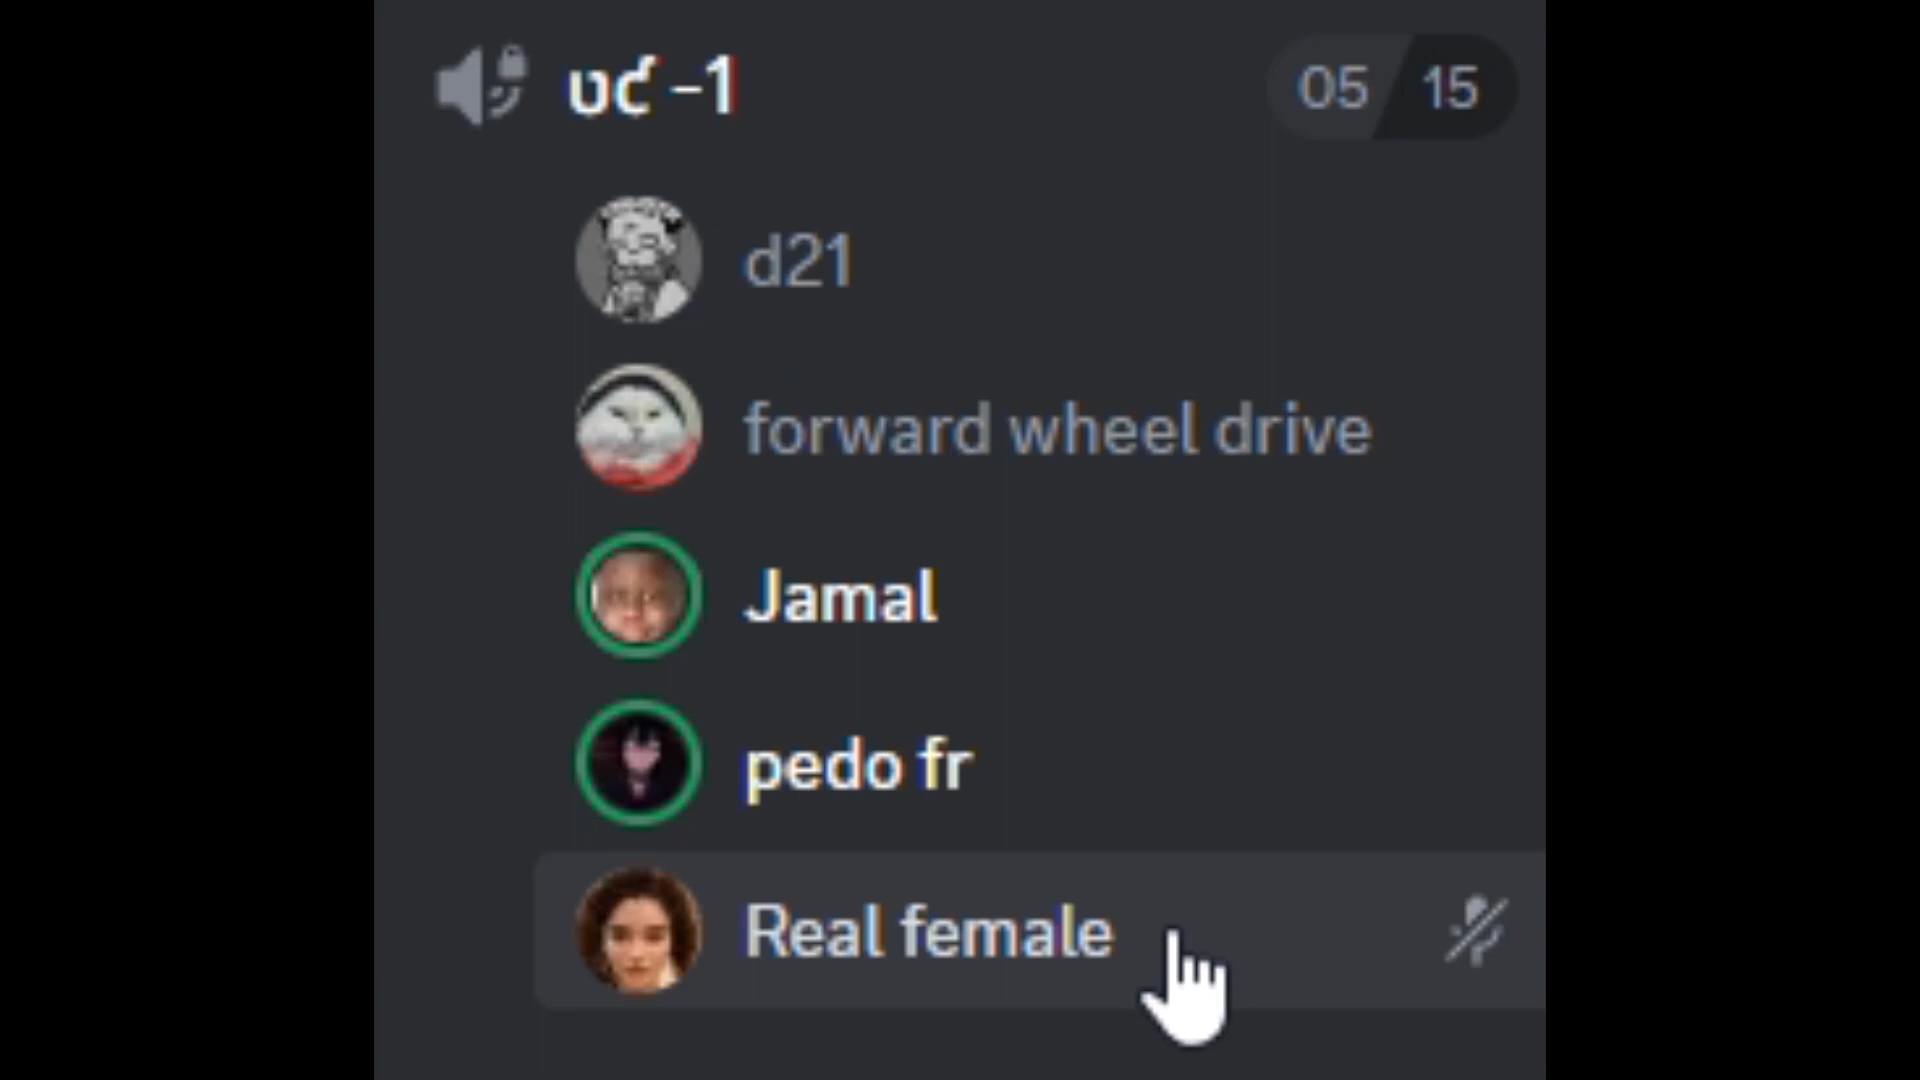 ʋƈ -1
05 15
d21
forward wheel drive
Jamal
pedo fr
Real female